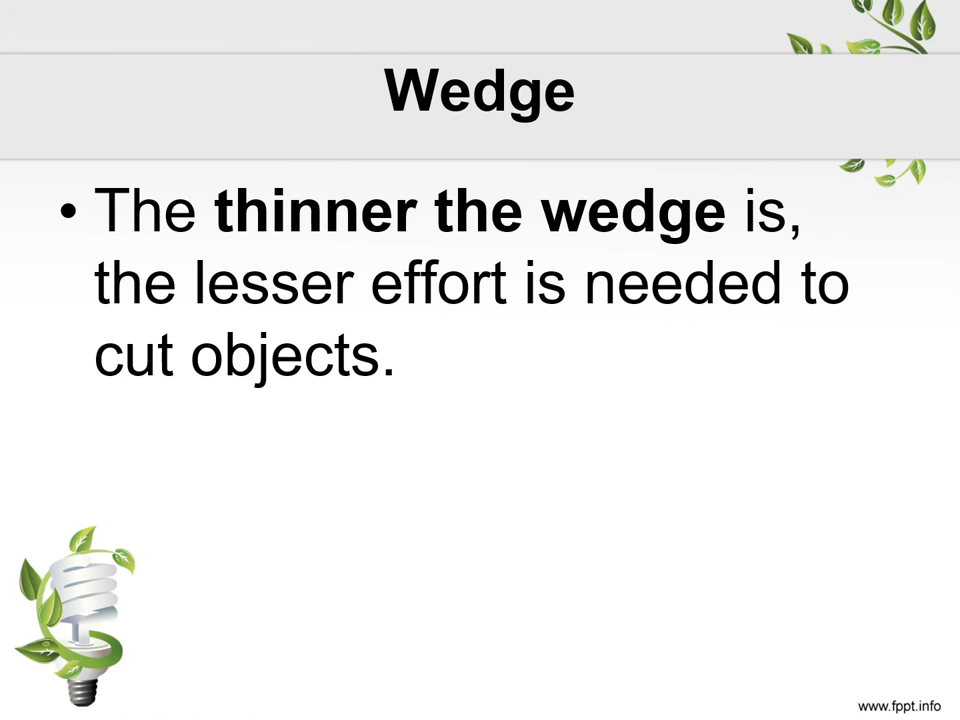 Wedge
• The thinner the wedge is,
the lesser effort is needed to
cut objects.
www.fppt.info